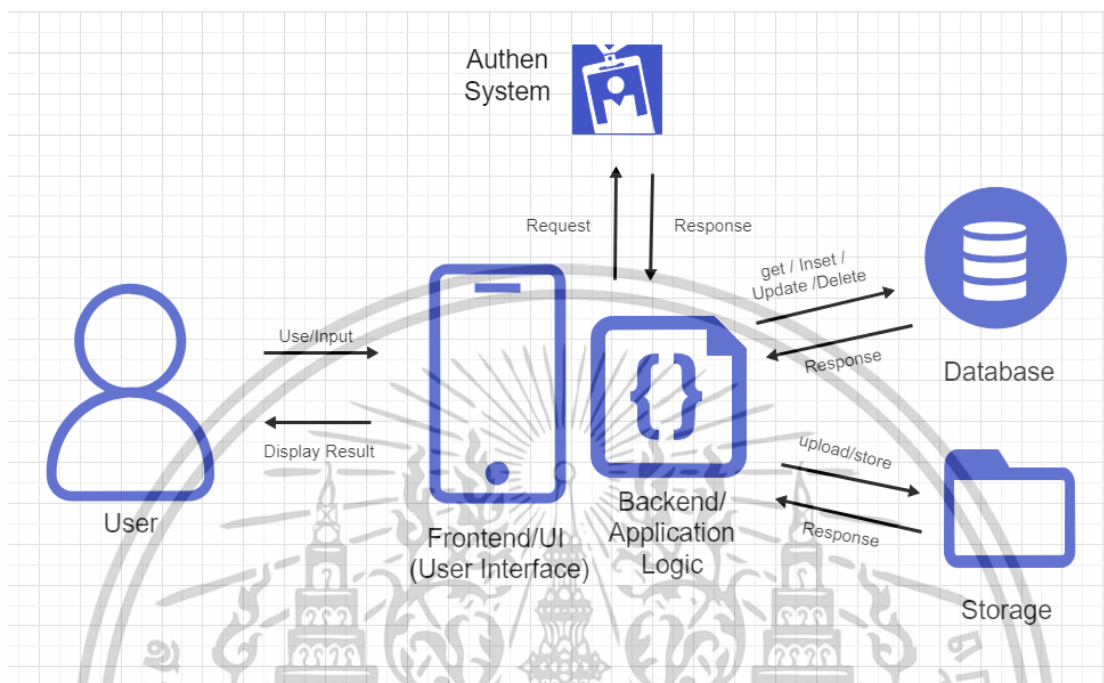 Authen
System
Request
Response
get / Inset /
Update /Delete
Response
Database
Use/Input
Display Result
User
Frontend/UI
(User Interface)
Backend/
Application
Logic
upload/store
Response
Storage